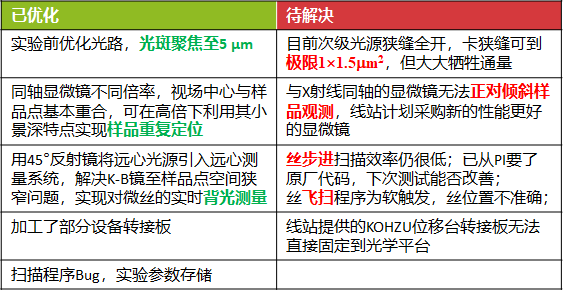 已优化
待解决
实验前优化光路，光斑聚焦至5 μm
目前次级光源狭缝全开，卡狭缝可到
极限1×1.5μm²，但大大牺牲通量
同轴显微镜不同倍率，视场中心与样
品点基本重合，可在高倍下利用其小
景深特点实现样品重复定位
与X射线同轴的显微镜无法正对倾斜样
品观测，线站计划采购新的性能更好
的显微镜
用45°反射镜将远心光源引入远心测
量系统，解决K-B镜至样品点空间狭
窄问题，实现对微丝的实时背光测量
丝步进扫描效率仍很低；已从PI要了
原厂代码，下次测试能否改善；
丝飞扫程序为软触发，丝位置不准确；
加工了部分设备转接板
线站提供的KOHZU位移台转接板无法
直接固定到光学平台
扫描程序Bug，实验参数存储